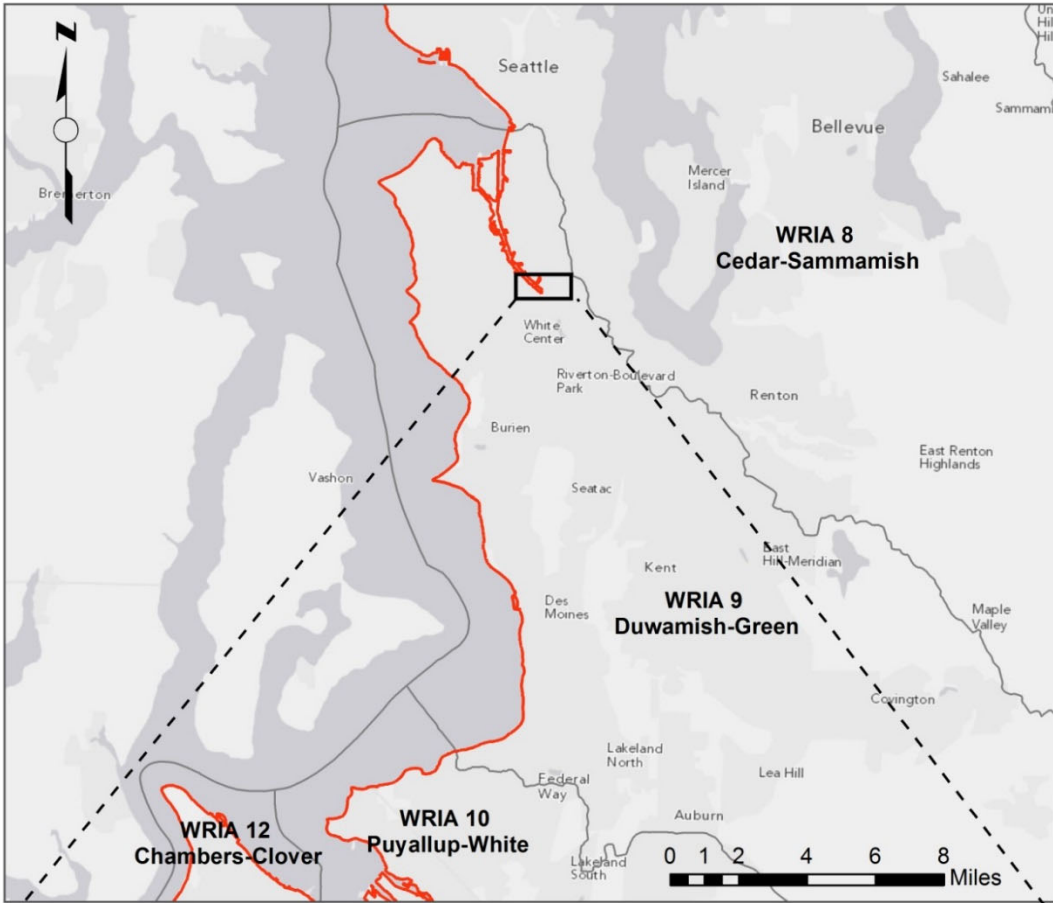 Un
Hil
Hil
N
Seattle
Sahalee
Sammam
Bellevue
Bremerton
Mercer
Island
WRIA 8
Cedar-Sammamish
White
Center
Riverton-Boulevard
Park
Renton
Burien
East Renton
Highlands
Vashon
Seatac
East
Hill-Meridian
Kent
Des
Moines
WRIA 9
Duwamish-Green
Maple
Valley
Covington
Lakeland
North
Federal
Way
Lea Hill
WRIA 12
Chambers-Clover
WRIA 10
Puyallup-White
Auburn
Lakeland
South
0 1 2 4 6 8
Miles